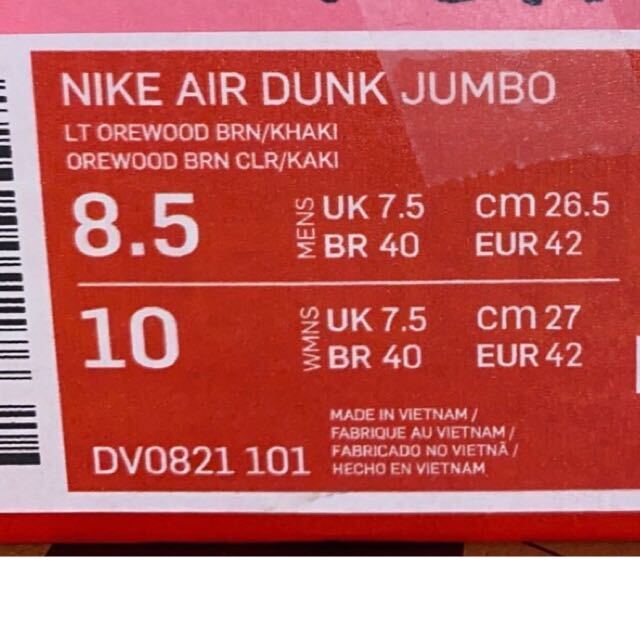 NIKE AIR DUNK JUMBO
LT OREWOOD BRN/KHAKI
OREWOOD BRN CLR/KAKI
8.5 MENS UK 7.5 cm 26.5
BR 40 EUR 42
10 WMNS UK 7.5 cm 27
BR 40 EUR 42
DV0821 101
MADE IN VIETNAM /
FABRIQUE AU VIETNAM /
FABRICADO NO VIETNÃ /
HECHO EN VIETNAM